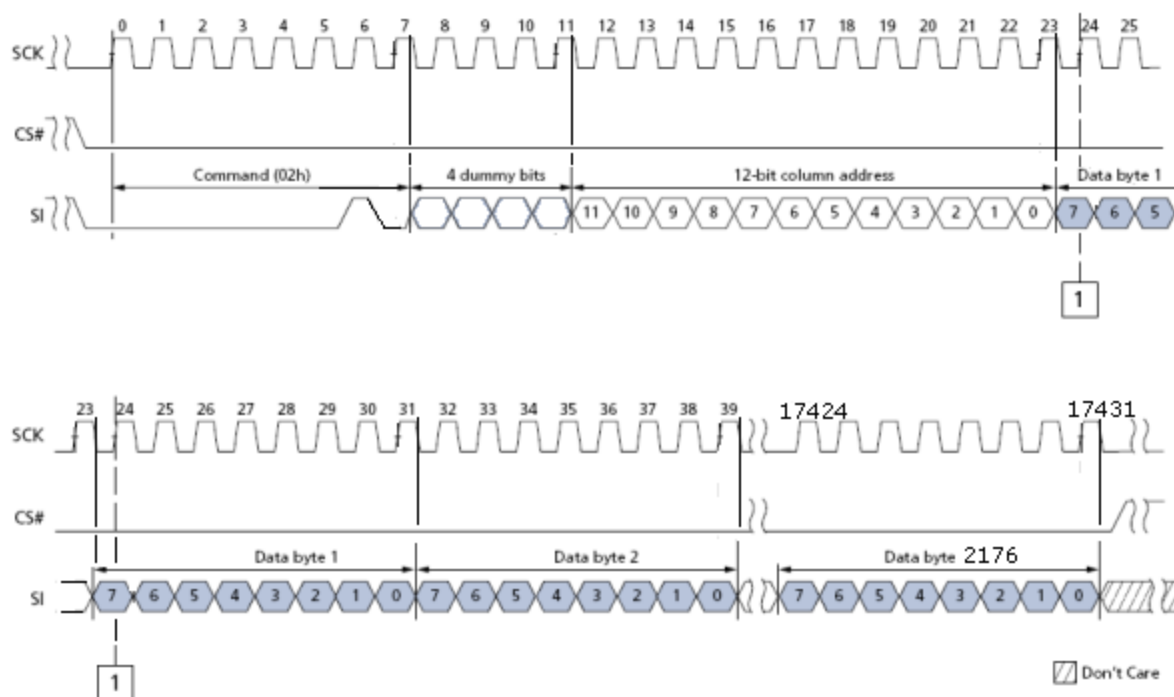 0 1 2 3 4 5 6 7 8 9 10 11 12 13 14 15 16 17 18 19 20 21 22 23 24 25
SCK
CS#
Command (02h) 4 dummy bits 12-bit column address Data byte 1
SI 11 10 9 8 7 6 5 4 3 2 1 0 7 6 5
1
23 24 25 26 27 28 29 30 31 32 33 34 35 36 37 38 39 17424 17431
SCK
CS#
Data byte 1 Data byte 2 Data byte 2176
SI 7 6 5 4 3 2 1 0 7 6 5 4 3 2 1 0 7 6 5 4 3 2 1 0
1
Don't Care